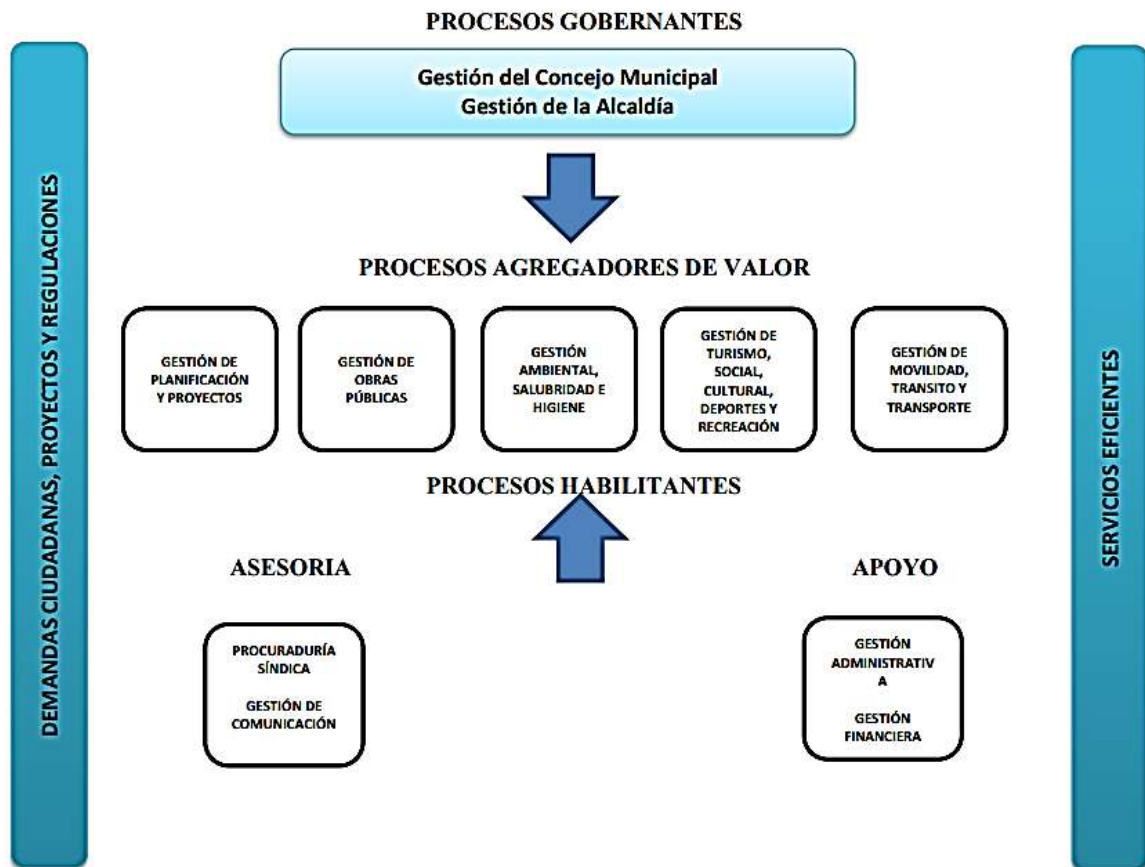 PROCESOS GOBERNANTES
Gestión del Concejo Municipal
Gestión de la Alcaldía
DEMANDAS CIUDADANAS, PROYECTOS Y REGULACIONES
SERVICIOS EFICIENTES
PROCESOS AGREGADORES DE VALOR
GESTIÓN DE
PLANIFICACIÓN
Y PROYECTOS
GESTIÓN DE
OBRAS
PÚBLICAS
GESTIÓN
AMBIENTAL,
SALUBRIDAD E
HIGIENE
GESTIÓN DE
TURISMO,
SOCIAL,
CULTURAL,
DEPORTES Y
RECREACIÓN
GESTIÓN DE
MOVILIDAD,
TRANSITO Y
TRANSPORTE
PROCESOS HABILITANTES
ASESORIA
PROCURADURÍA
SÍNDICA
GESTIÓN DE
COMUNICACIÓN
APOYO
GESTIÓN
ADMINISTRATIV
A
GESTIÓN
FINANCIERA